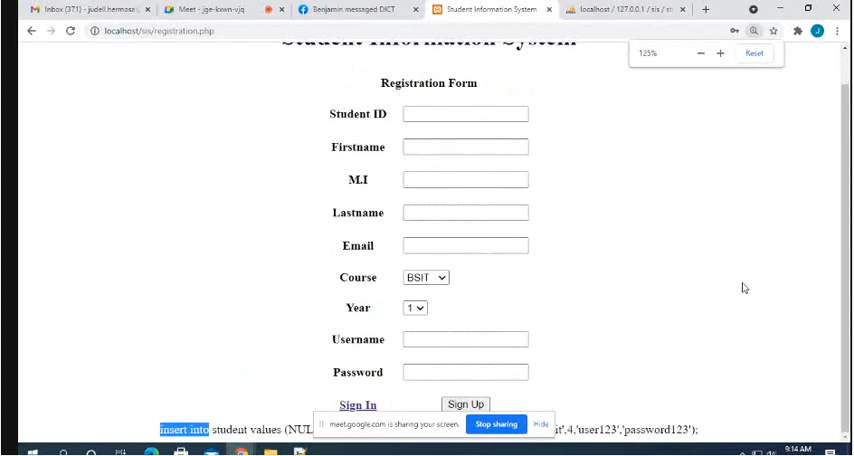 Inbox (371) - judell.hermosa Meet - jge-kwwn-vjq Benjamin messaged DICT Student Information System localhost / 127.0.0.1 / sis /
localhost/sis/registration.php
Student Information System
125% Reset
Registration Form
Student ID
Firstname
M.I
Lastname
Email
Course BSIT
Year 1
Username
Password
Sign In Sign Up
insert into student values (NUL it',4,'user123','password123');
meet.google.com is sharing your screen. Stop sharing Hide
9:14 AM